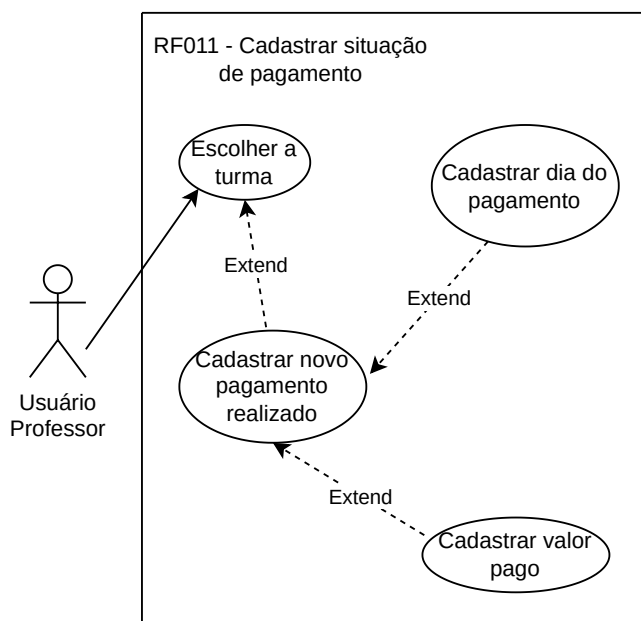 RF011 - Cadastrar situação
de pagamento
Escolher a
turma
Cadastrar dia do
pagamento
Extend
Extend
Cadastrar novo
pagamento
realizado
Usuário
Professor
Extend
Cadastrar valor
pago